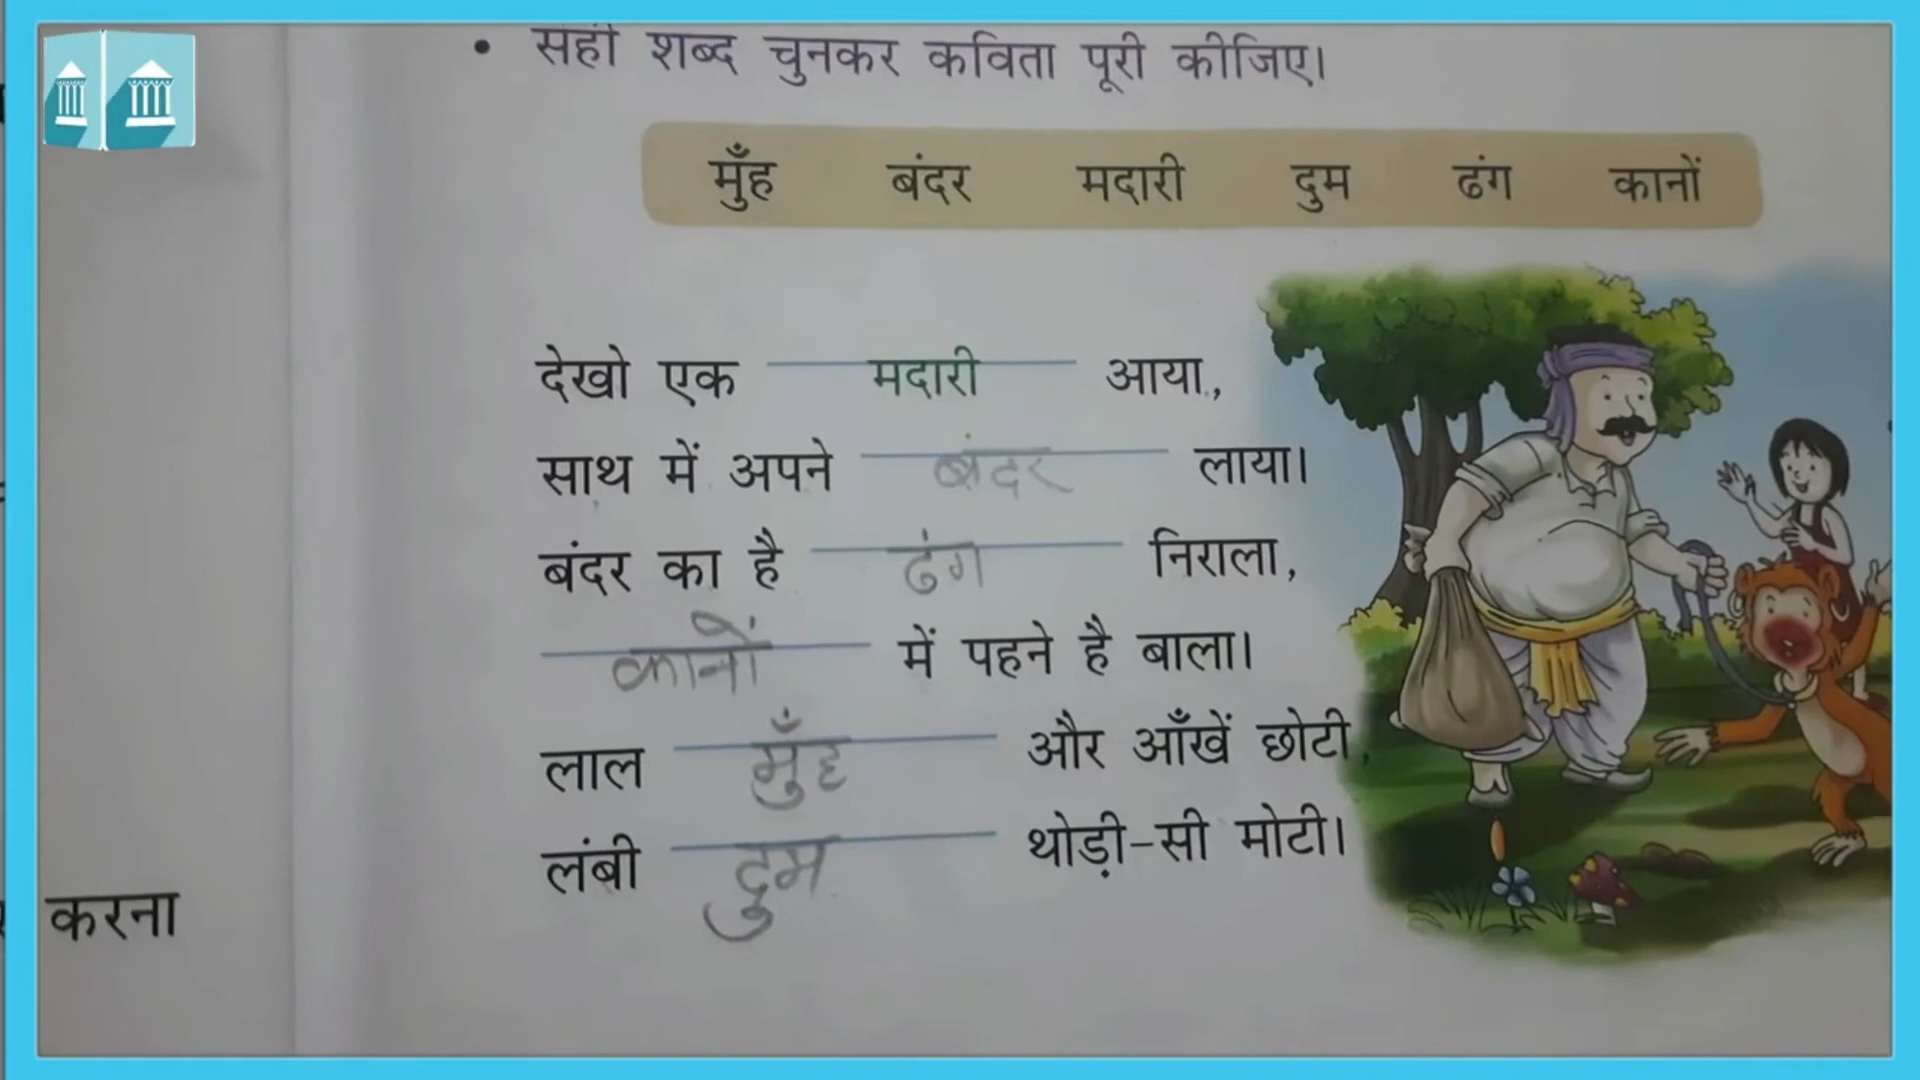 • सही शब्द चुनकर कविता पूरी कीजिए।
मुँह बंदर मदारी दुम ढंग कानों
देखो एक मदारी आया,
साथ में अपने बंदर लाया।
बंदर का है ढंग निराला,
कानों में पहने है बाला।
लाल मुँह और आँखें छोटी,
लंबी दुम थोड़ी-सी मोटी।
करना